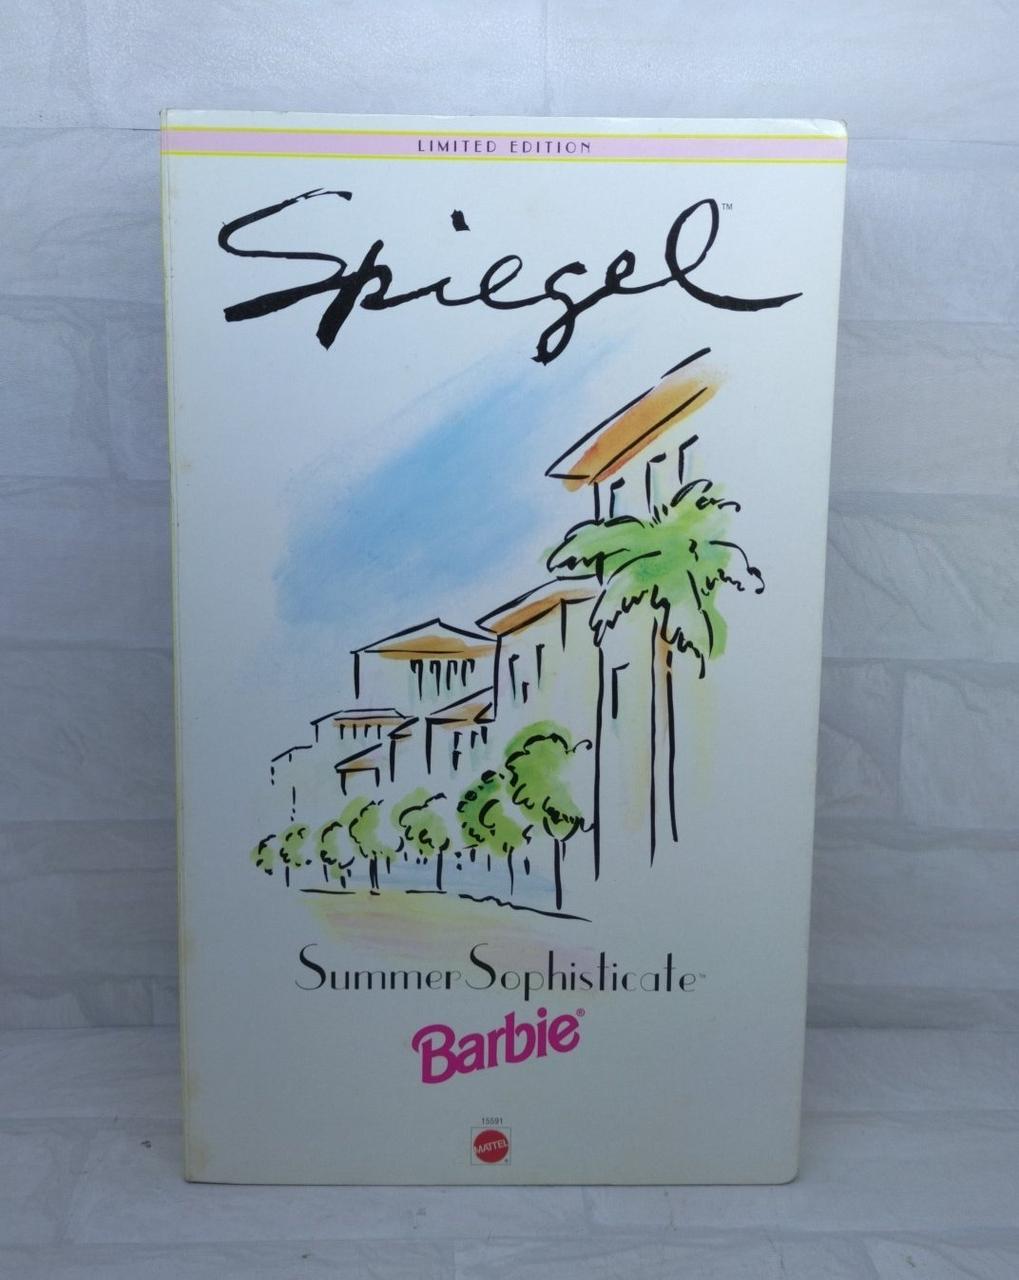 LIMITED EDITION
Spiegel™
Summer Sophisticate™
Barbie®
15591
MATTEL®